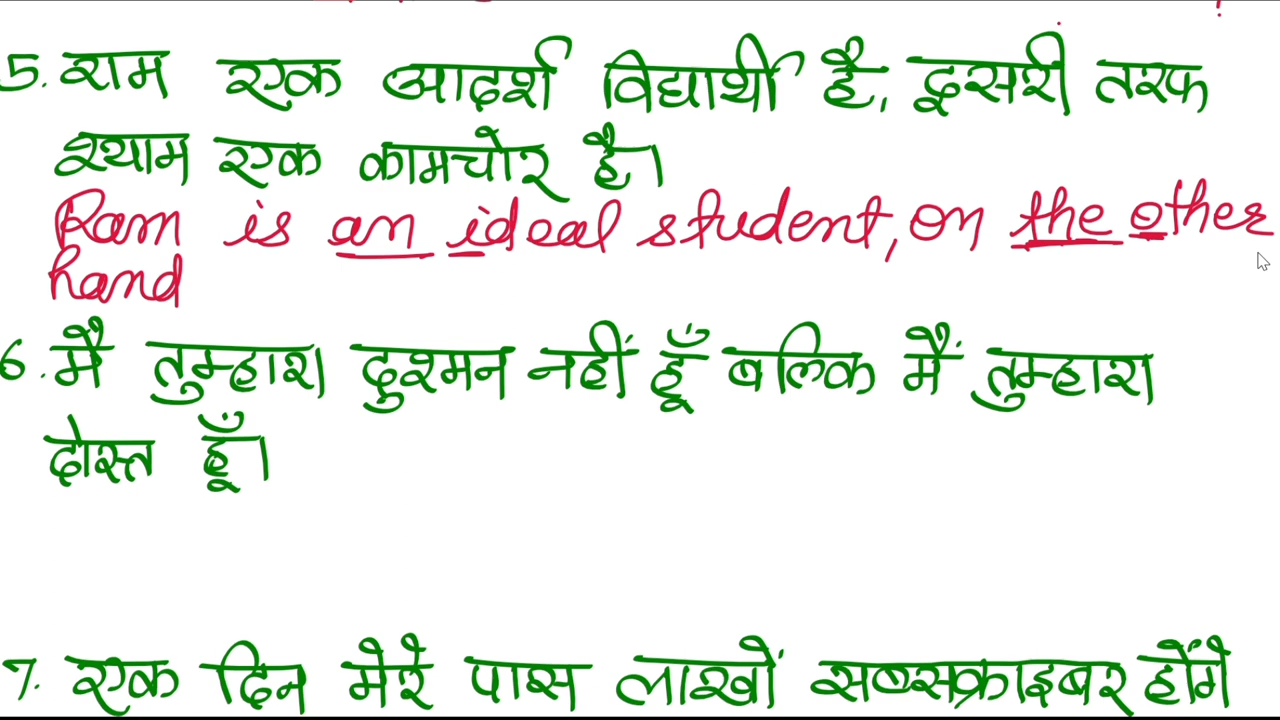 5. राम एक आदर्श विद्यार्थी है, दूसरी तरफ
श्याम एक कामचोर है।
Ram is an ideal student, on the other
hand
6. मैं तुम्हारा दुश्मन नहीं हूँ बल्कि मैं तुम्हारा
दोस्त हूँ।
7. एक दिन मेरे पास लाखों सब्सक्राइबर होंगे